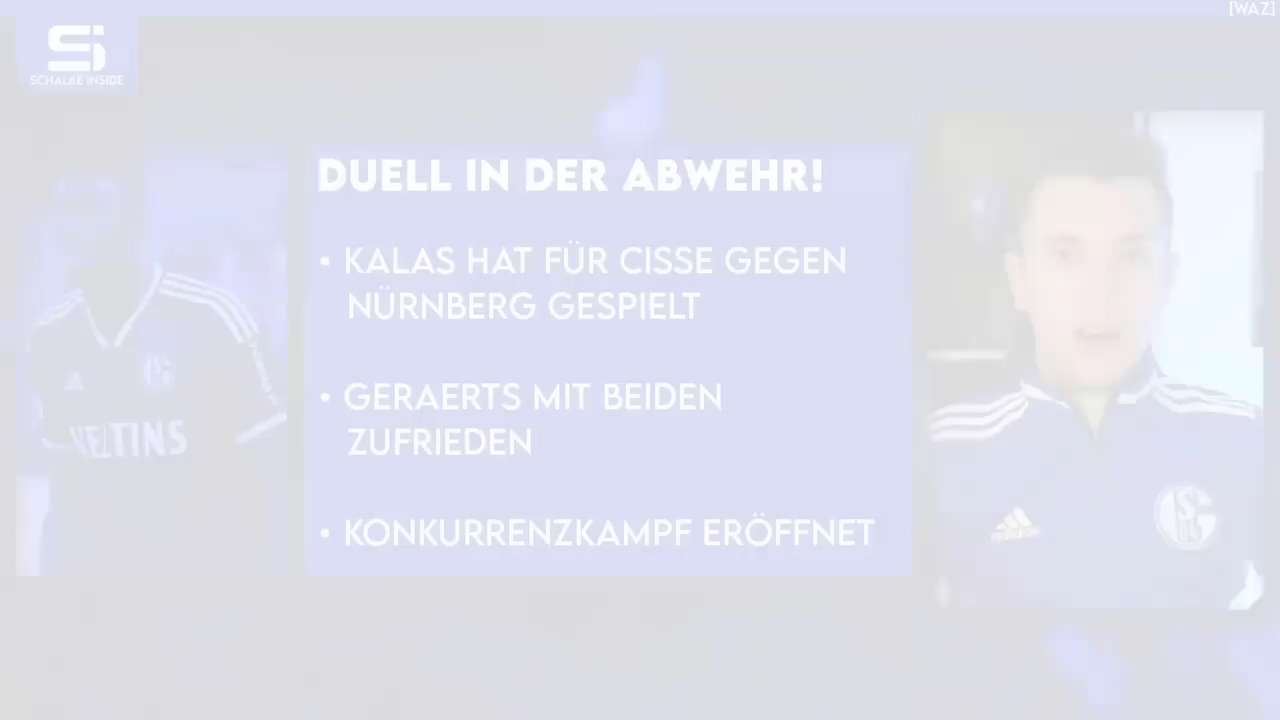 [WAZ]
SCHALKE INSIDE
DUELL IN DER ABWEHR!
• KALAS HAT FÜR CISSE GEGEN
NÜRNBERG GESPIELT
• GERAERTS MIT BEIDEN
ZUFRIEDEN
• KONKURRENZKAMPF ERÖFFNET
VELTINS